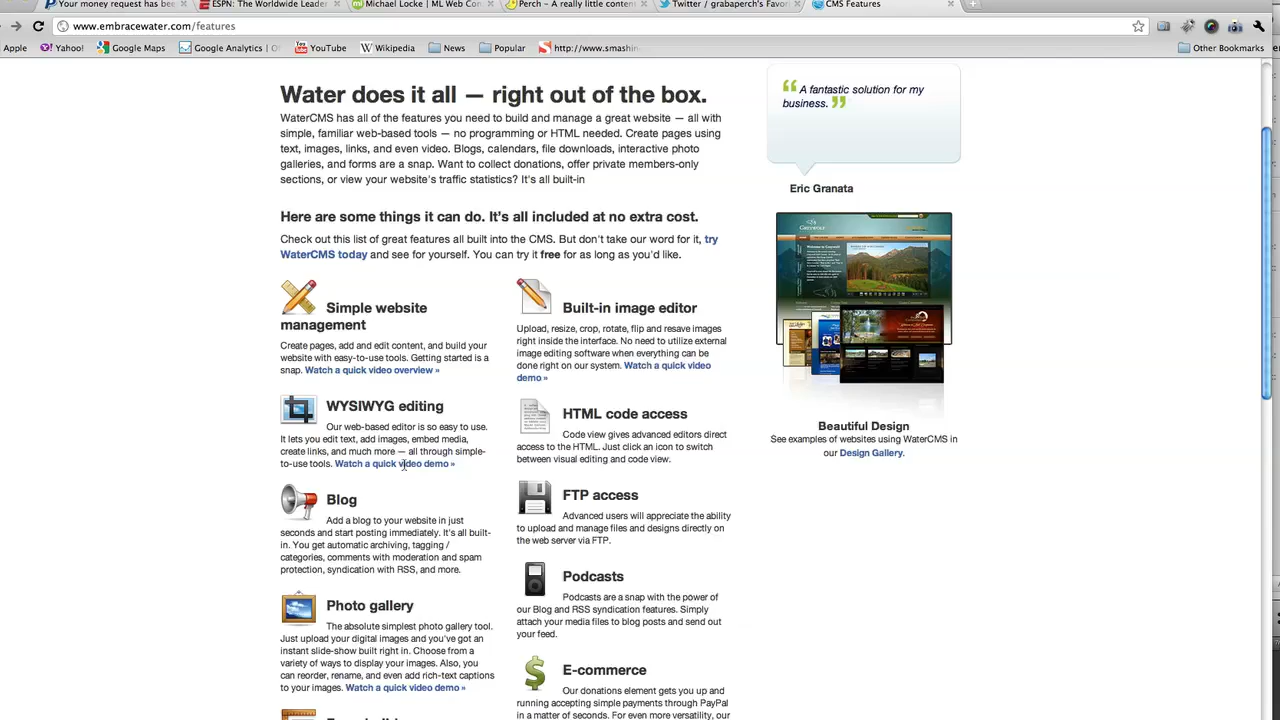 Your money request has bee
ESPN: The Worldwide Leader
Michael Locke | ML Web Con
Perch – A really little conten
Twitter / grabaperch's Favor
CMS Features
www.embracewater.com/features
Apple
Yahoo!
Google Maps
Google Analytics | O
YouTube
Wikipedia
News
Popular
http://www.smashin
Other Bookmarks
Water does it all — right out of the box.
WaterCMS has all of the features you need to build and manage a great website — all with
simple, familiar web-based tools — no programming or HTML needed. Create pages using
text, images, links, and even video. Blogs, calendars, file downloads, interactive photo
galleries, and forms are a snap. Want to collect donations, offer private members-only
sections, or view your website's traffic statistics? It's all built-in
Here are some things it can do. It's all included at no extra cost.
Check out this list of great features all built into the CMS. But don't take our word for it, try
WaterCMS today and see for yourself. You can try it free for as long as you'd like.
Simple website
management
Create pages, add and edit content, and build your
website with easy-to-use tools. Getting started is a
snap. Watch a quick video overview »
WYSIWYG editing
Our web-based editor is so easy to use.
It lets you edit text, add images, embed media,
create links, and much more — all through simple-
to-use tools. Watch a quick video demo »
Blog
Add a blog to your website in just
seconds and start posting immediately. It's all built-
in. You get automatic archiving, tagging /
categories, comments with moderation and spam
protection, syndication with RSS, and more.
Photo gallery
The absolute simplest photo gallery tool.
Just upload your digital images and you've got an
instant slide-show built right in. Choose from a
variety of ways to display your images. Also, you
can reorder, rename, and even add rich-text captions
to your images. Watch a quick video demo »
Built-in image editor
Upload, resize, crop, rotate, flip and resave images
right inside the interface. No need to utilize external
image editing software when everything can be
done right on our system. Watch a quick video
demo »
HTML code access
Code view gives advanced editors direct
access to the HTML. Just click an icon to switch
between visual editing and code view.
FTP access
Advanced users will appreciate the ability
to upload and manage files and designs directly on
the web server via FTP.
Podcasts
Podcasts are a snap with the power of
our Blog and RSS syndication features. Simply
attach your media files to blog posts and send out
your feed.
E-commerce
Our donations element gets you up and
running accepting simple payments through PayPal
in a matter of seconds. For even more versatility, our
“ A fantastic solution for my
business. ”
Eric Granata
Beautiful Design
See examples of websites using WaterCMS in
our Design Gallery.